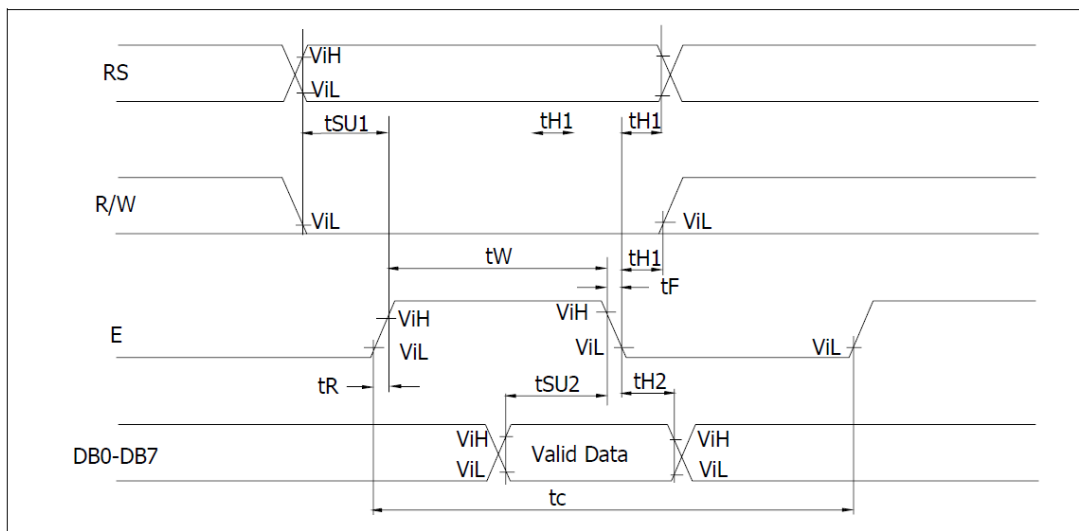 ViH
RS
ViL
tSU1 tH1 tH1
R/W ViL ViL
tW tH1
tF
ViH ViH
E
ViL ViL ViL
tR tSU2 tH2
ViH ViH
DB0-DB7 Valid Data
ViL ViL
tc